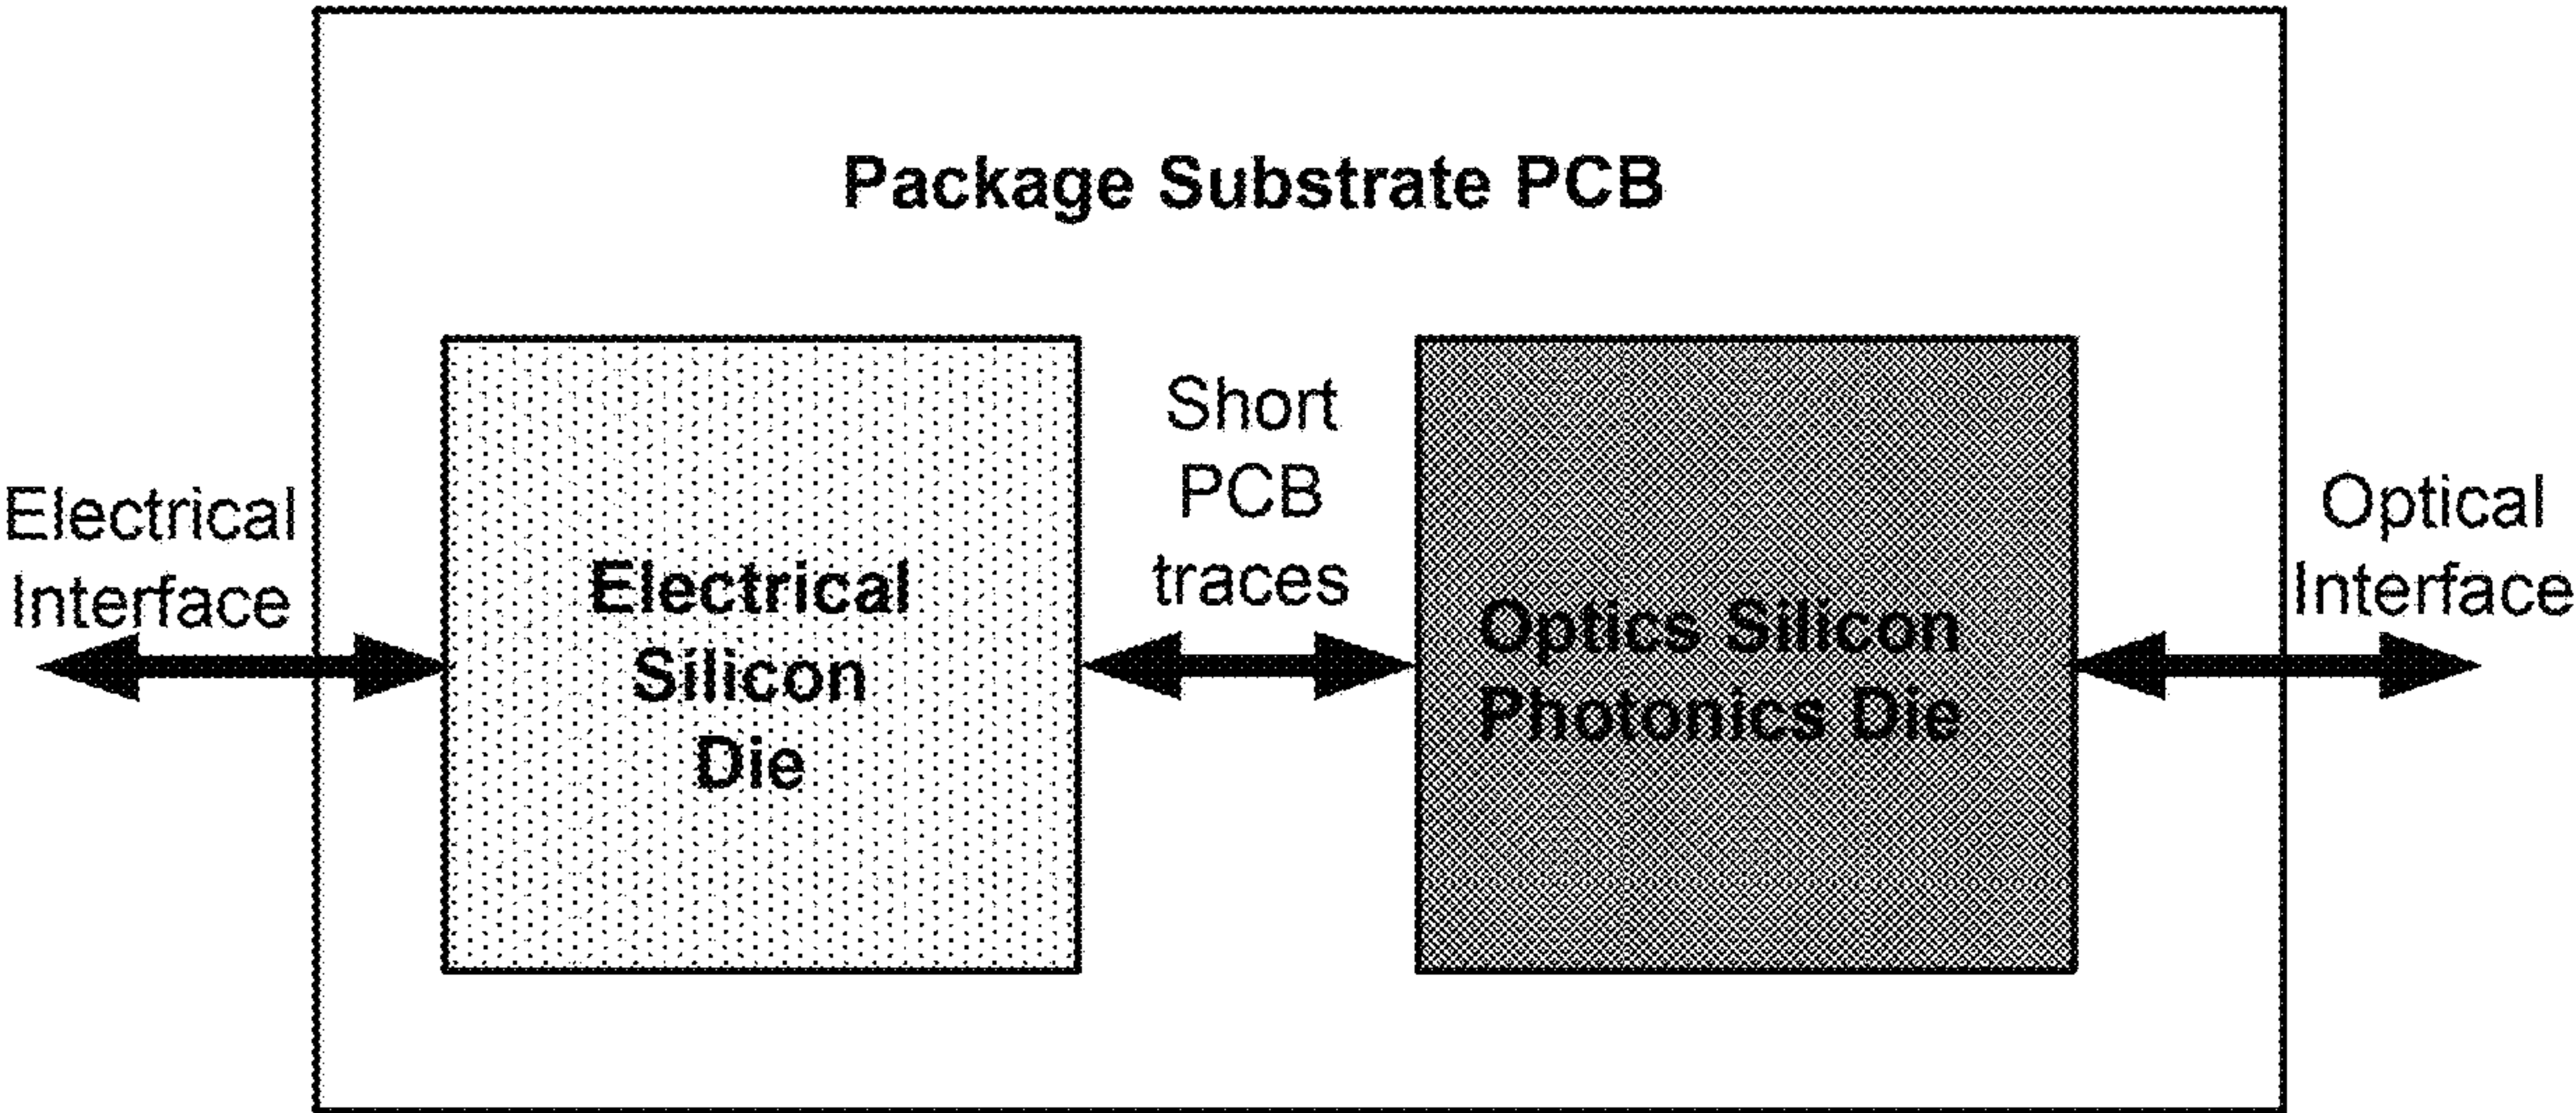 Package Substrate PCB
Electrical
Interface
Electrical
Silicon
Die
Short
PCB
traces
Optics Silicon
Photonics Die
Optical
Interface